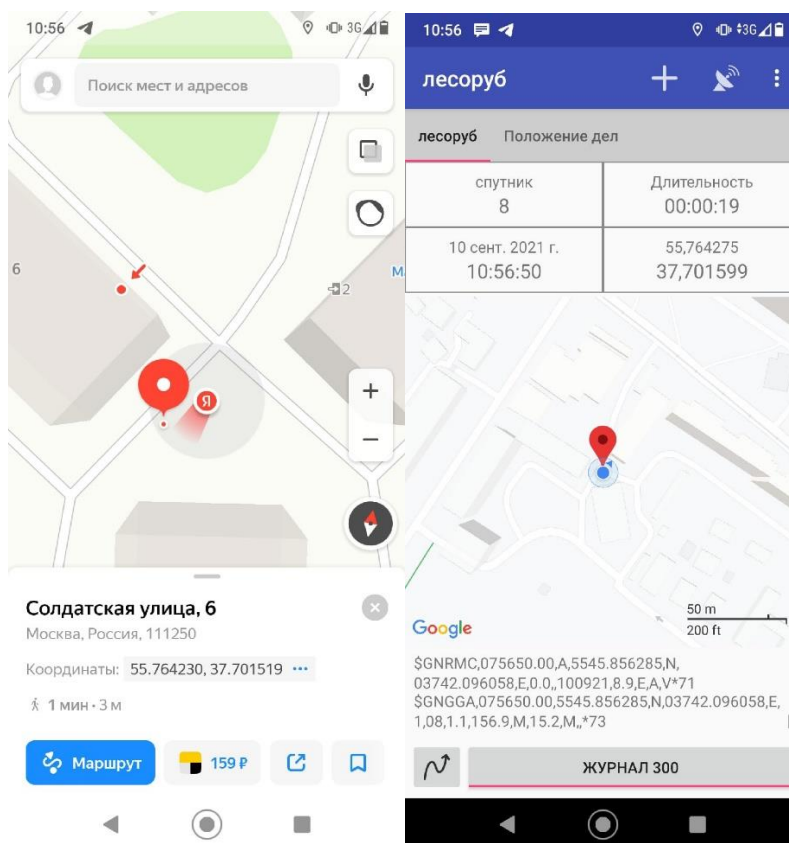 10:56 3G
Поиск мест и адресов
6
2
М
Я
+
−
Солдатская улица, 6
Москва, Россия, 111250
Координаты: 55.764230, 37.701519 •••
1 мин • 3 м
Маршрут 159 ₽
10:56 3G
лесоруб
лесоруб Положение дел
спутник Длительность
8 00:00:19
10 сент. 2021 г. 55,764275
10:56:50 37,701599
50 m
Google 200 ft
$GNRMC,075650.00,A,5545.856285,N,
03742.096058,E,0.0,,100921,8.9,E,A,V*71
$GNGGA,075650.00,5545.856285,N,03742.096058,E,
1,08,1.1,156.9,M,15.2,M,,*73
ЖУРНАЛ 300